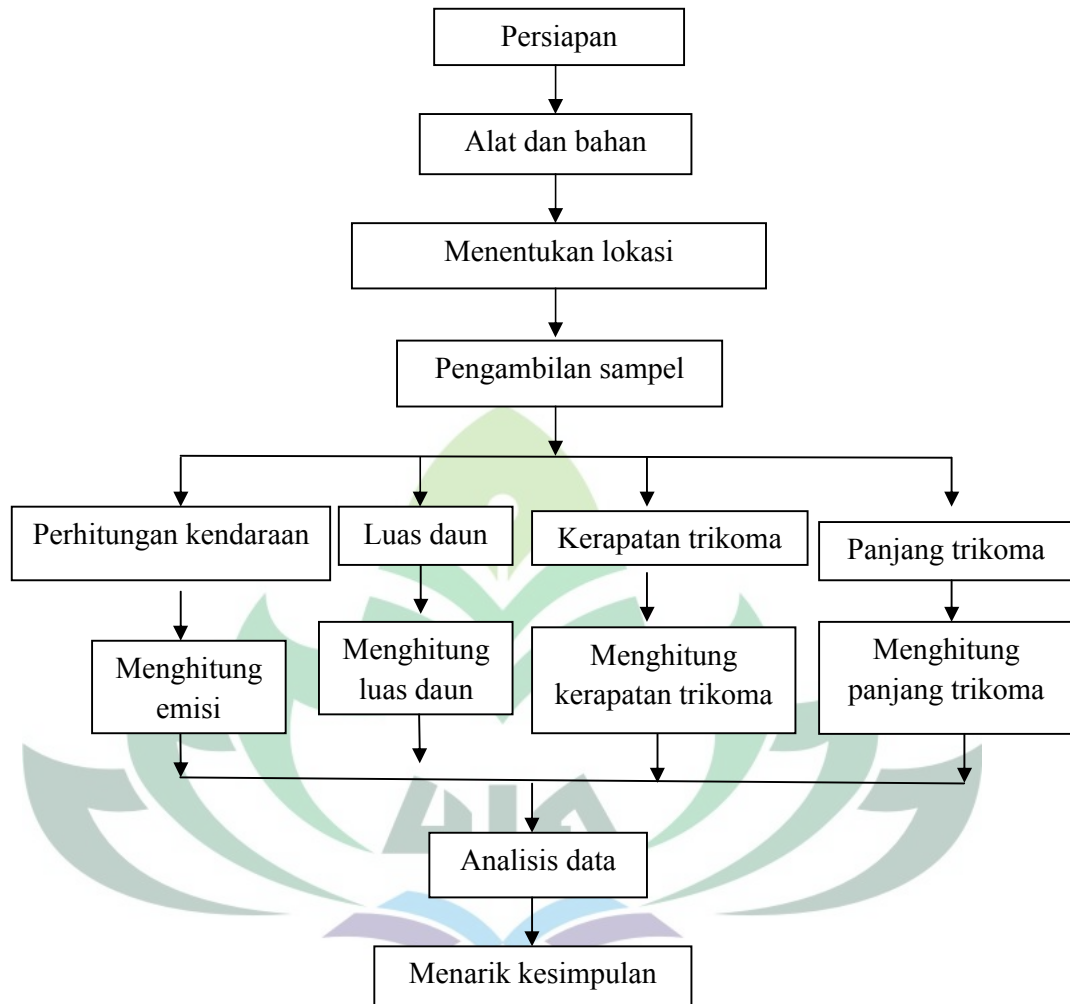 Persiapan
Alat dan bahan
Menentukan lokasi
Pengambilan sampel
Perhitungan kendaraan
Luas daun
Kerapatan trikoma
Panjang trikoma
Menghitung
emisi
Menghitung
luas daun
Menghitung
kerapatan trikoma
Menghitung
panjang trikoma
Analisis data
Menarik kesimpulan